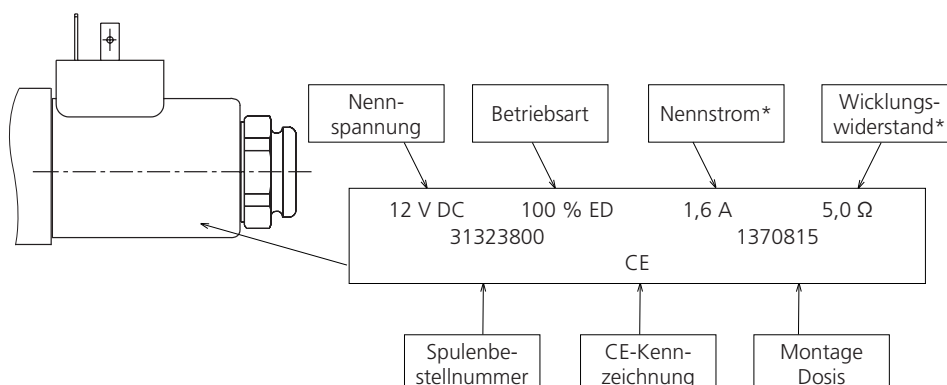 Nenn-
spannung
Betriebsart
Nennstrom*
Wicklungs-
widerstand*
12 V DC 100 % ED 1,6 A 5,0 Ω
31323800 1370815
CE
Spulenbe-
stellnummer
CE-Kenn-
zeichnung
Montage
Dosis